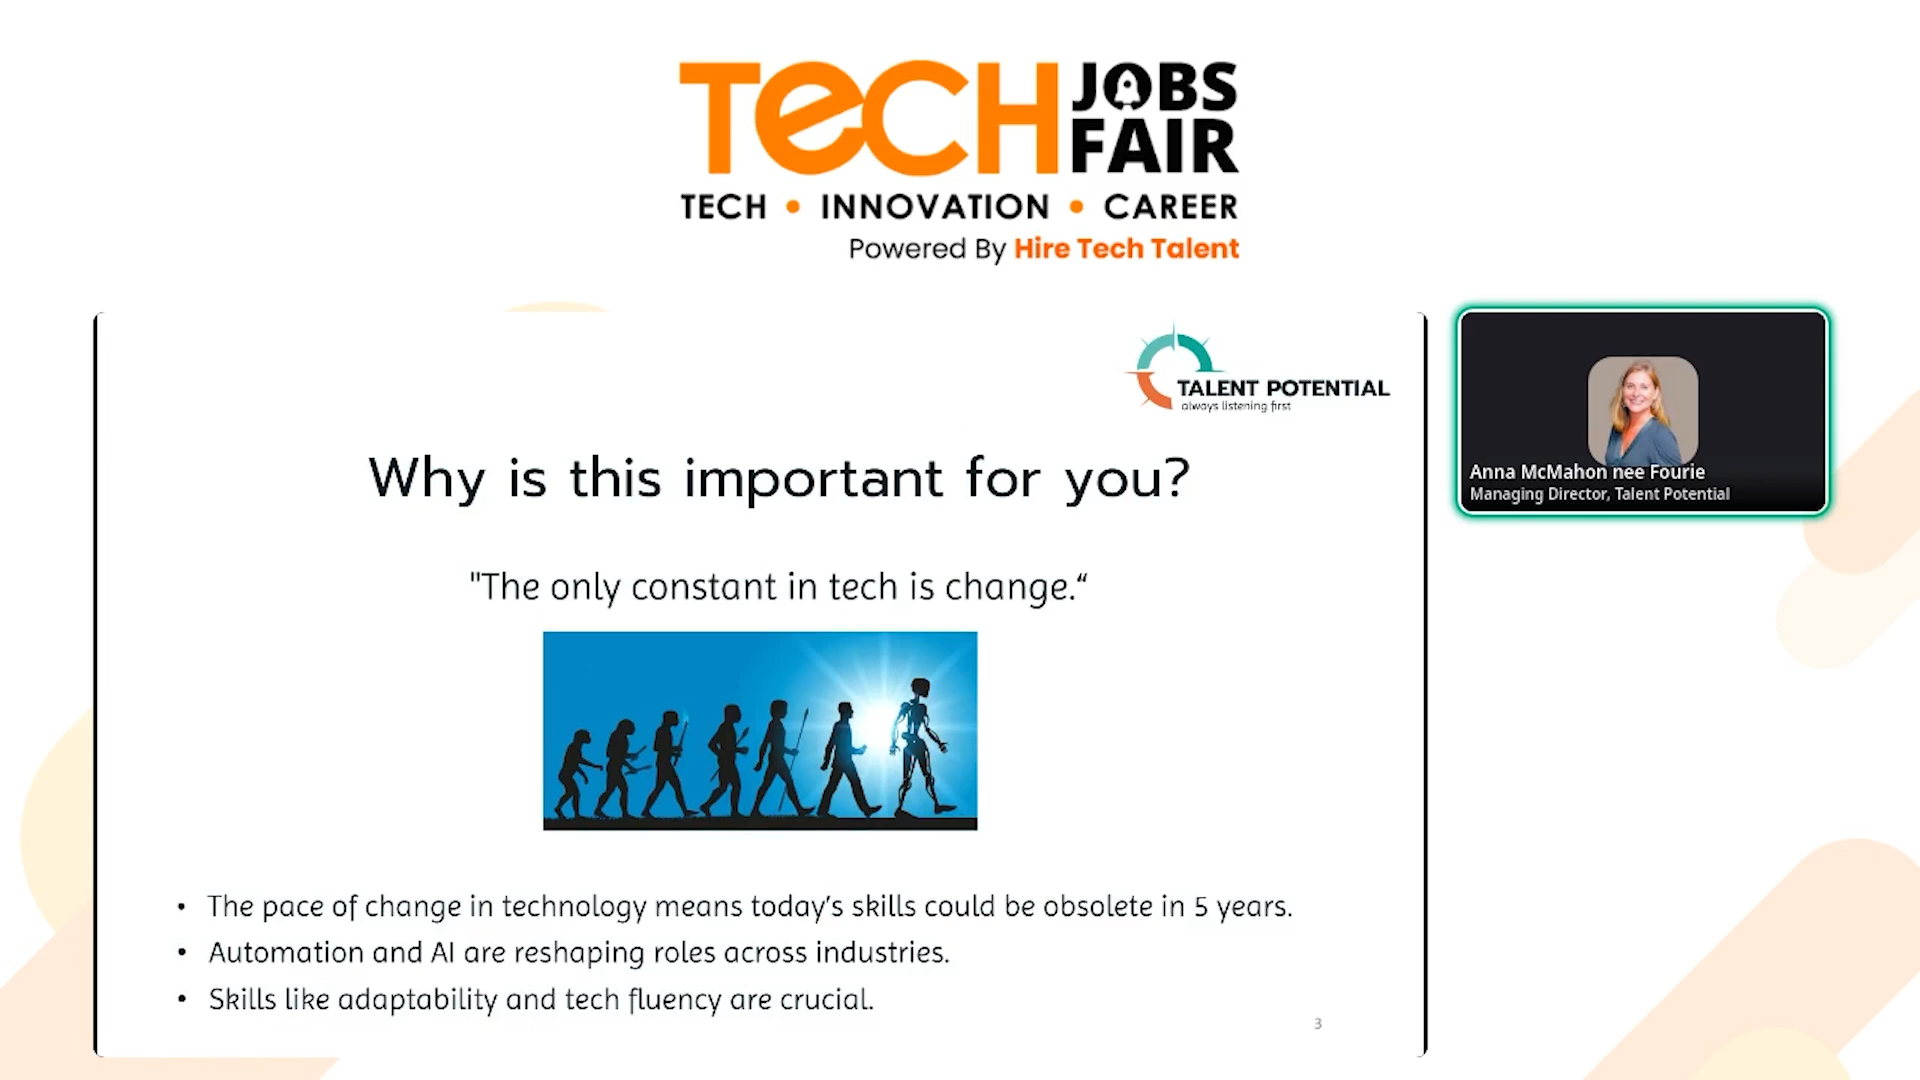 TECH JOBS
FAIR
TECH • INNOVATION • CAREER
Powered By Hire Tech Talent
TALENT POTENTIAL
always listening first
Anna McMahon nee Fourie
Managing Director, Talent Potential
Why is this important for you?
"The only constant in tech is change.“
• The pace of change in technology means today’s skills could be obsolete in 5 years.
• Automation and AI are reshaping roles across industries.
• Skills like adaptability and tech fluency are crucial.
3